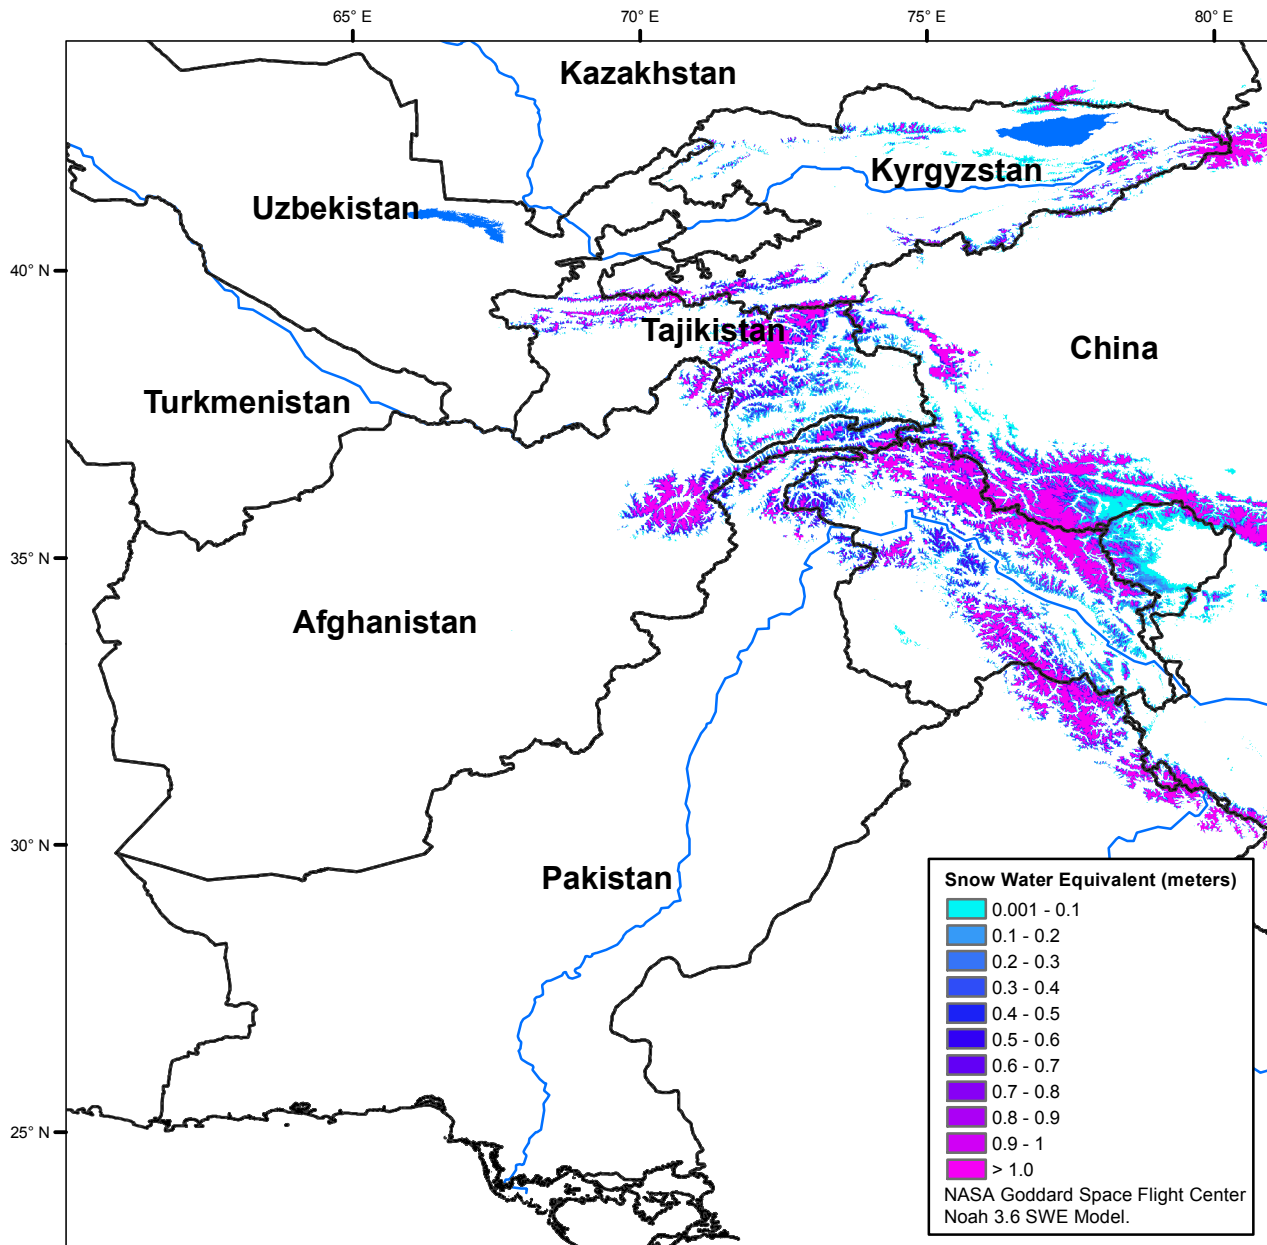 65° E
70° E
75° E
80° E
Kazakhstan
Kyrgyzstan
Uzbekistan
40° N
Tajikistan
China
Turkmenistan
35° N
Afghanistan
30° N
Pakistan
Snow Water Equivalent (meters)
0.001 - 0.1
0.1 - 0.2
0.2 - 0.3
0.3 - 0.4
0.4 - 0.5
0.5 - 0.6
0.6 - 0.7
0.7 - 0.8
0.8 - 0.9
0.9 - 1
> 1.0
NASA Goddard Space Flight Center
Noah 3.6 SWE Model.
25° N